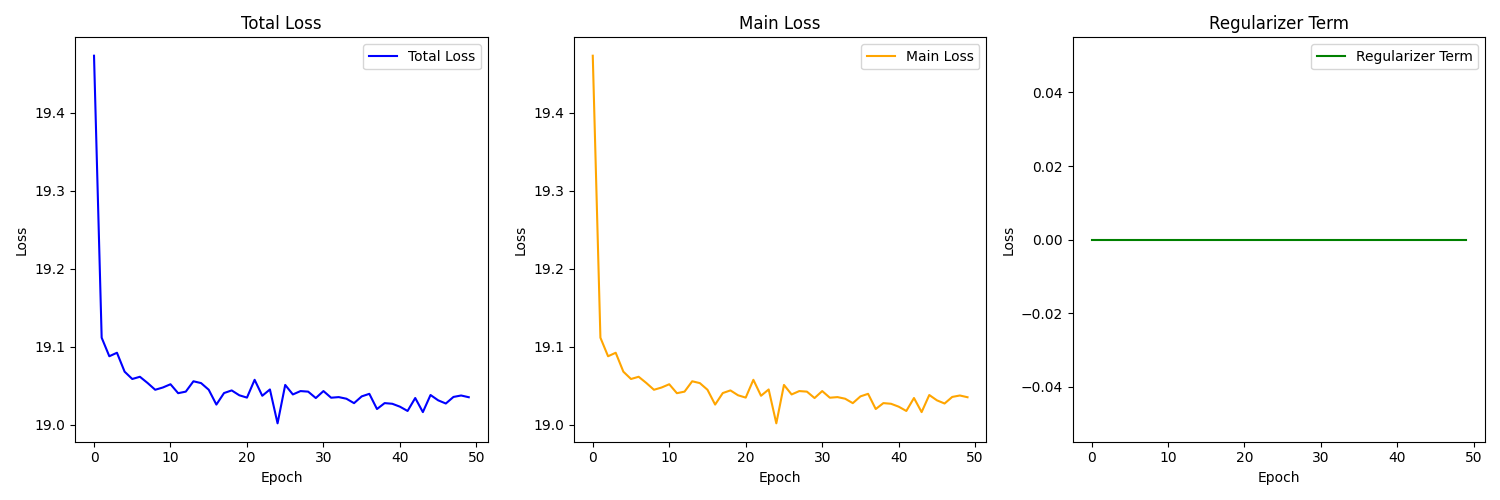 Total Loss
Total Loss
19.4
19.3
19.2
19.1
19.0
Loss
0 10 20 30 40 50
Epoch
Main Loss
Main Loss
19.4
19.3
19.2
19.1
19.0
Loss
0 10 20 30 40 50
Epoch
Regularizer Term
Regularizer Term
0.04
0.02
0.00
−0.02
−0.04
Loss
0 10 20 30 40 50
Epoch